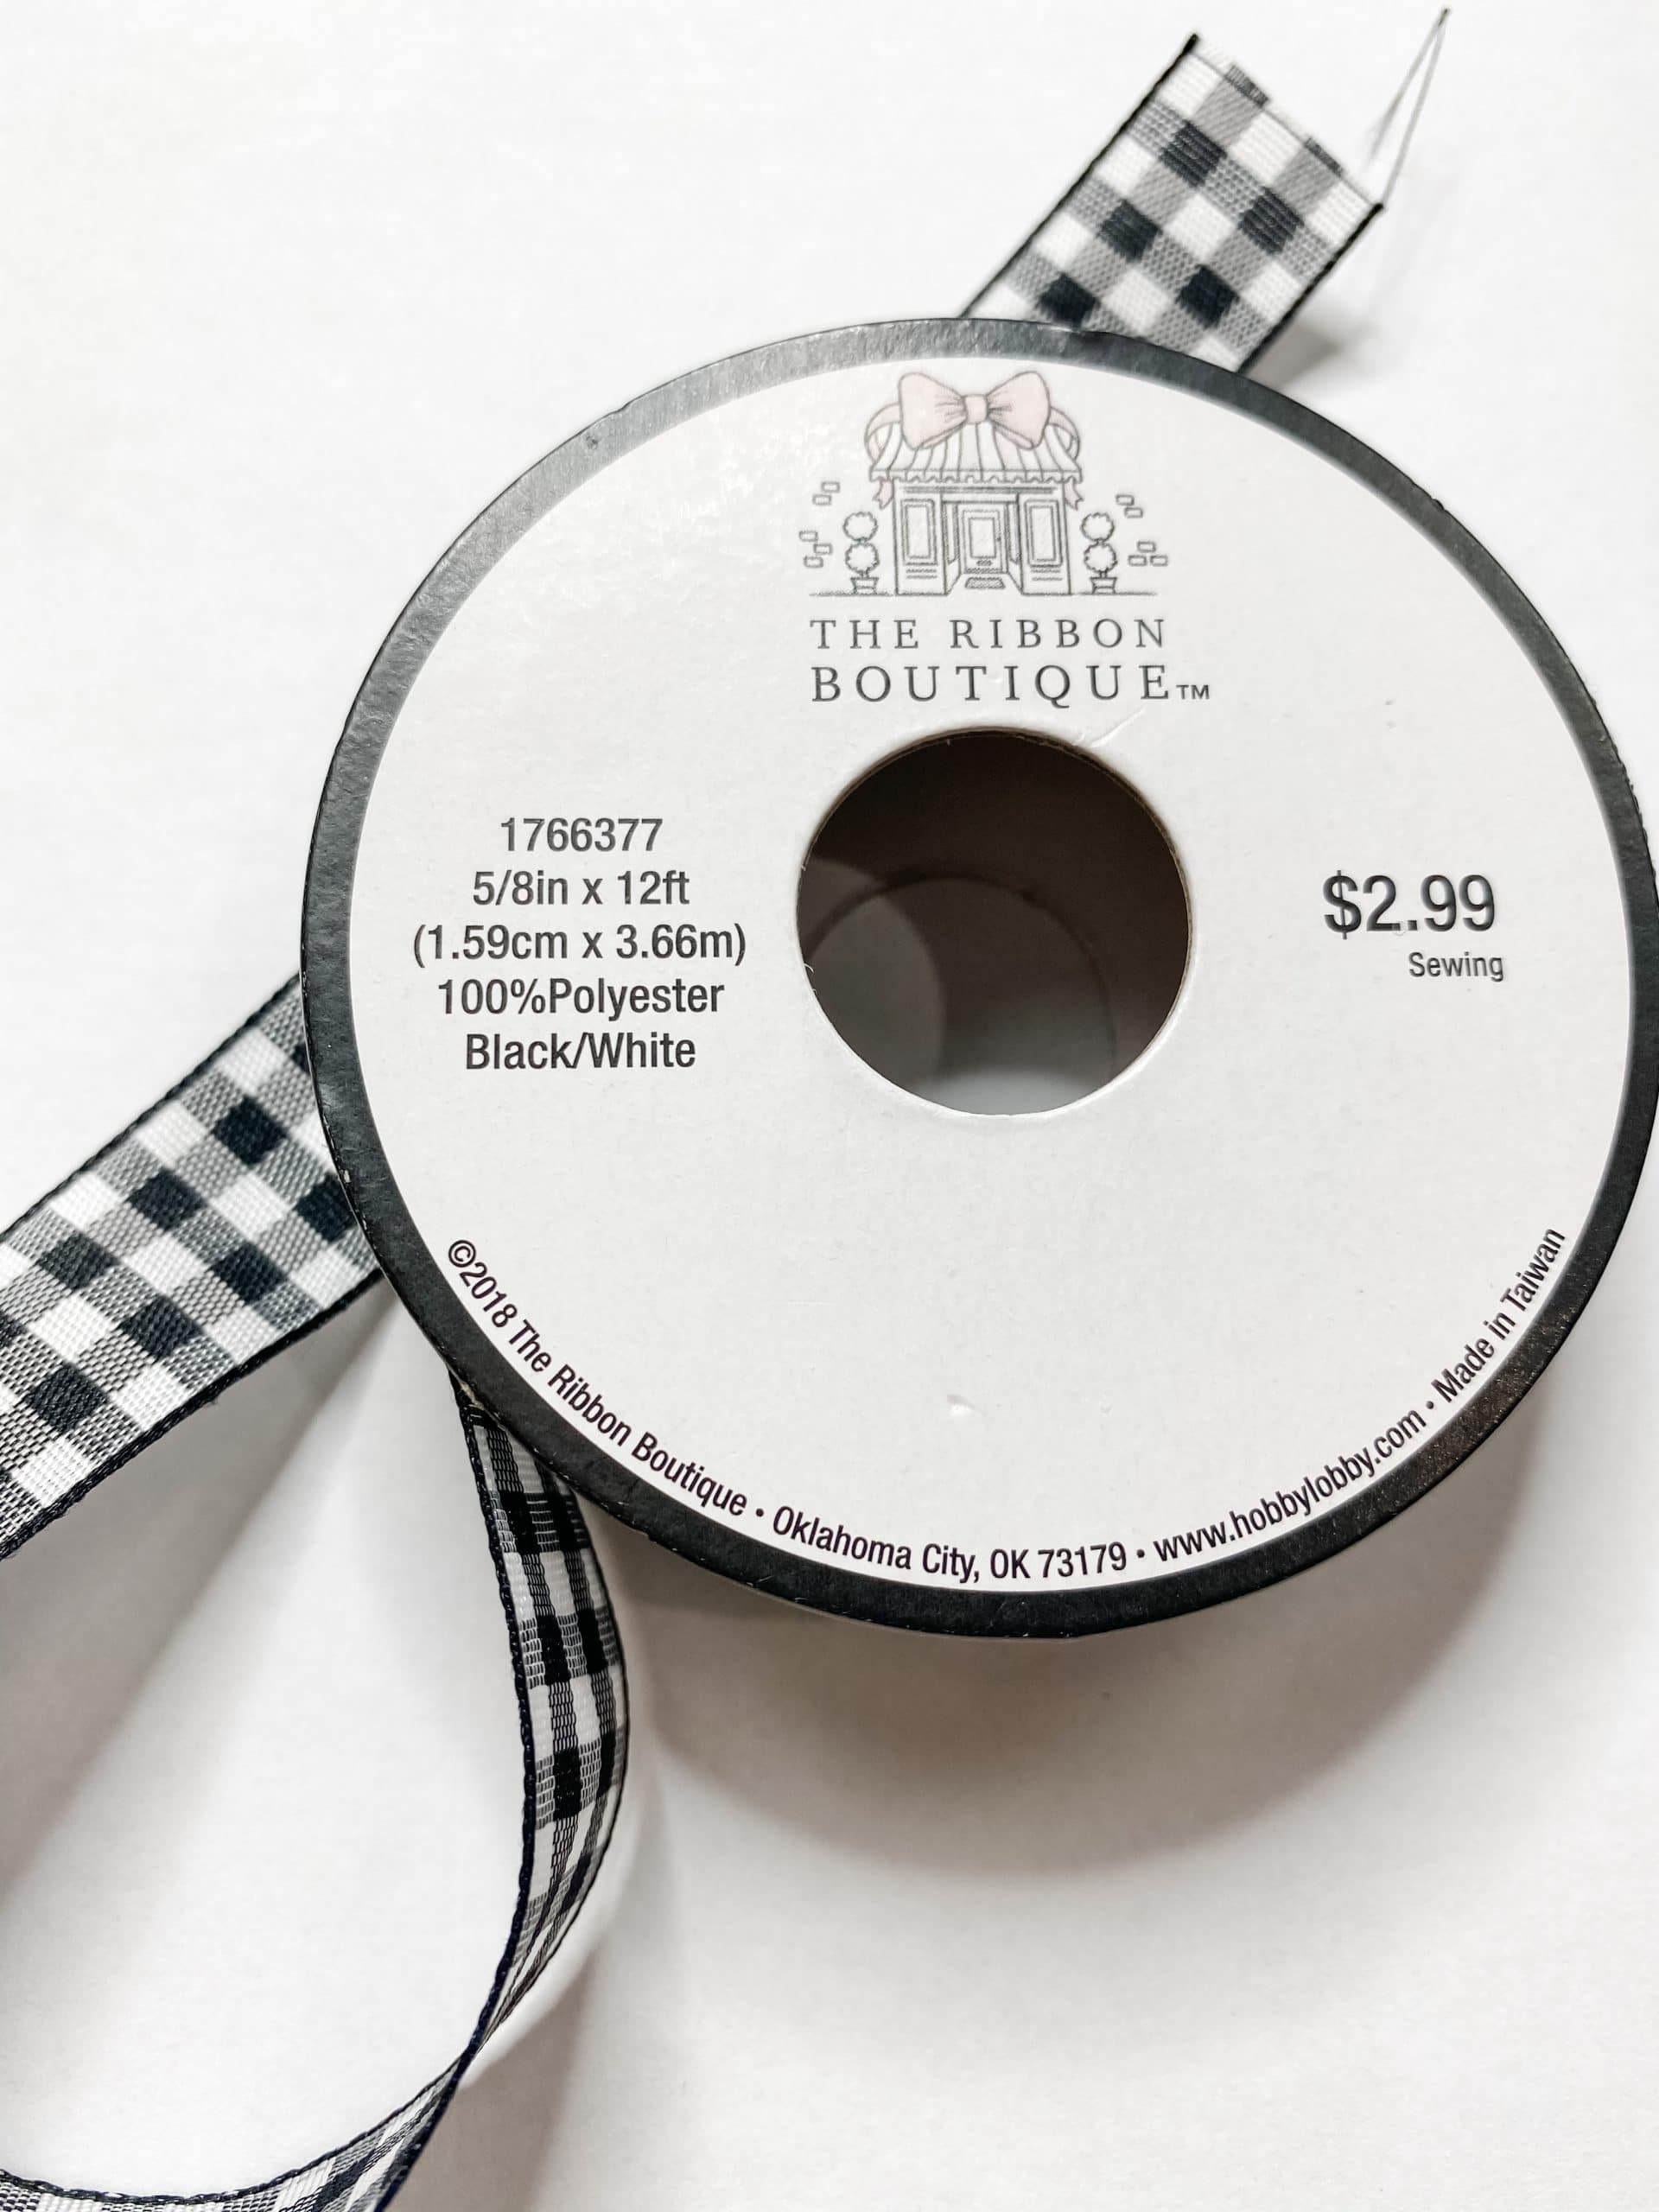 THE RIBBON
BOUTIQUE™
1766377
5/8in x 12ft
(1.59cm x 3.66m)
100%Polyester
Black/White
$2.99
Sewing
©2018 The Ribbon Boutique • Oklahoma City, OK 73179 • www.hobbylobby.com • Made in Taiwan